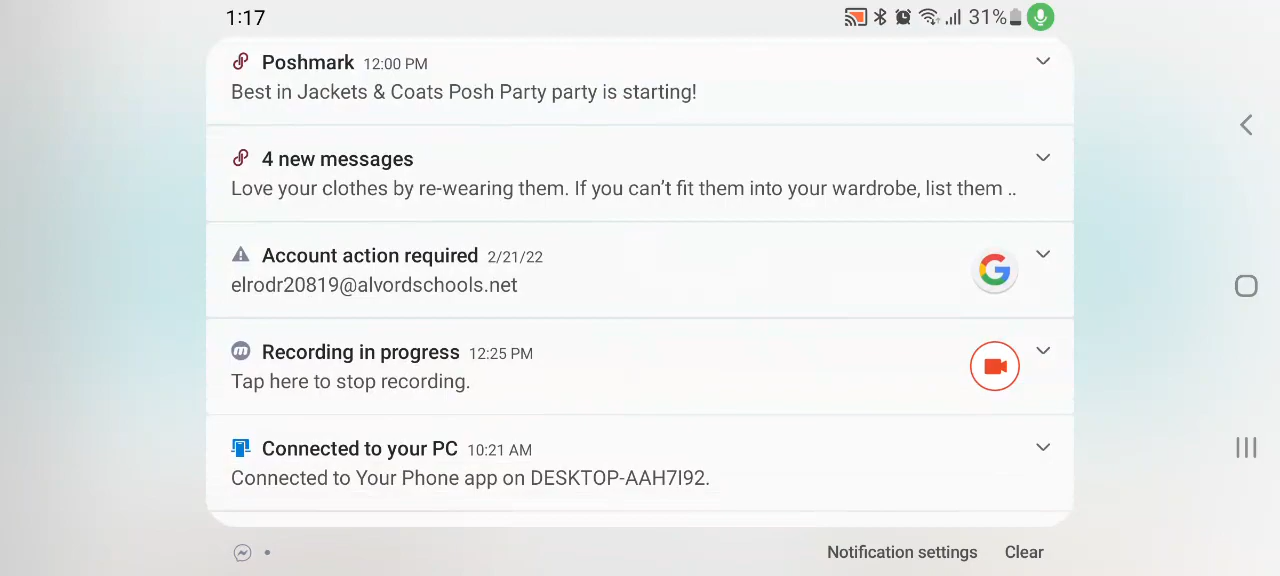 1:17
31%
Poshmark 12:00 PM
Best in Jackets & Coats Posh Party party is starting!
4 new messages
Love your clothes by re-wearing them. If you can't fit them into your wardrobe, list them ..
Account action required 2/21/22
elrodr20819@alvordschools.net
Recording in progress 12:25 PM
Tap here to stop recording.
Connected to your PC 10:21 AM
Connected to Your Phone app on DESKTOP-AAH7I92.
Notification settings Clear